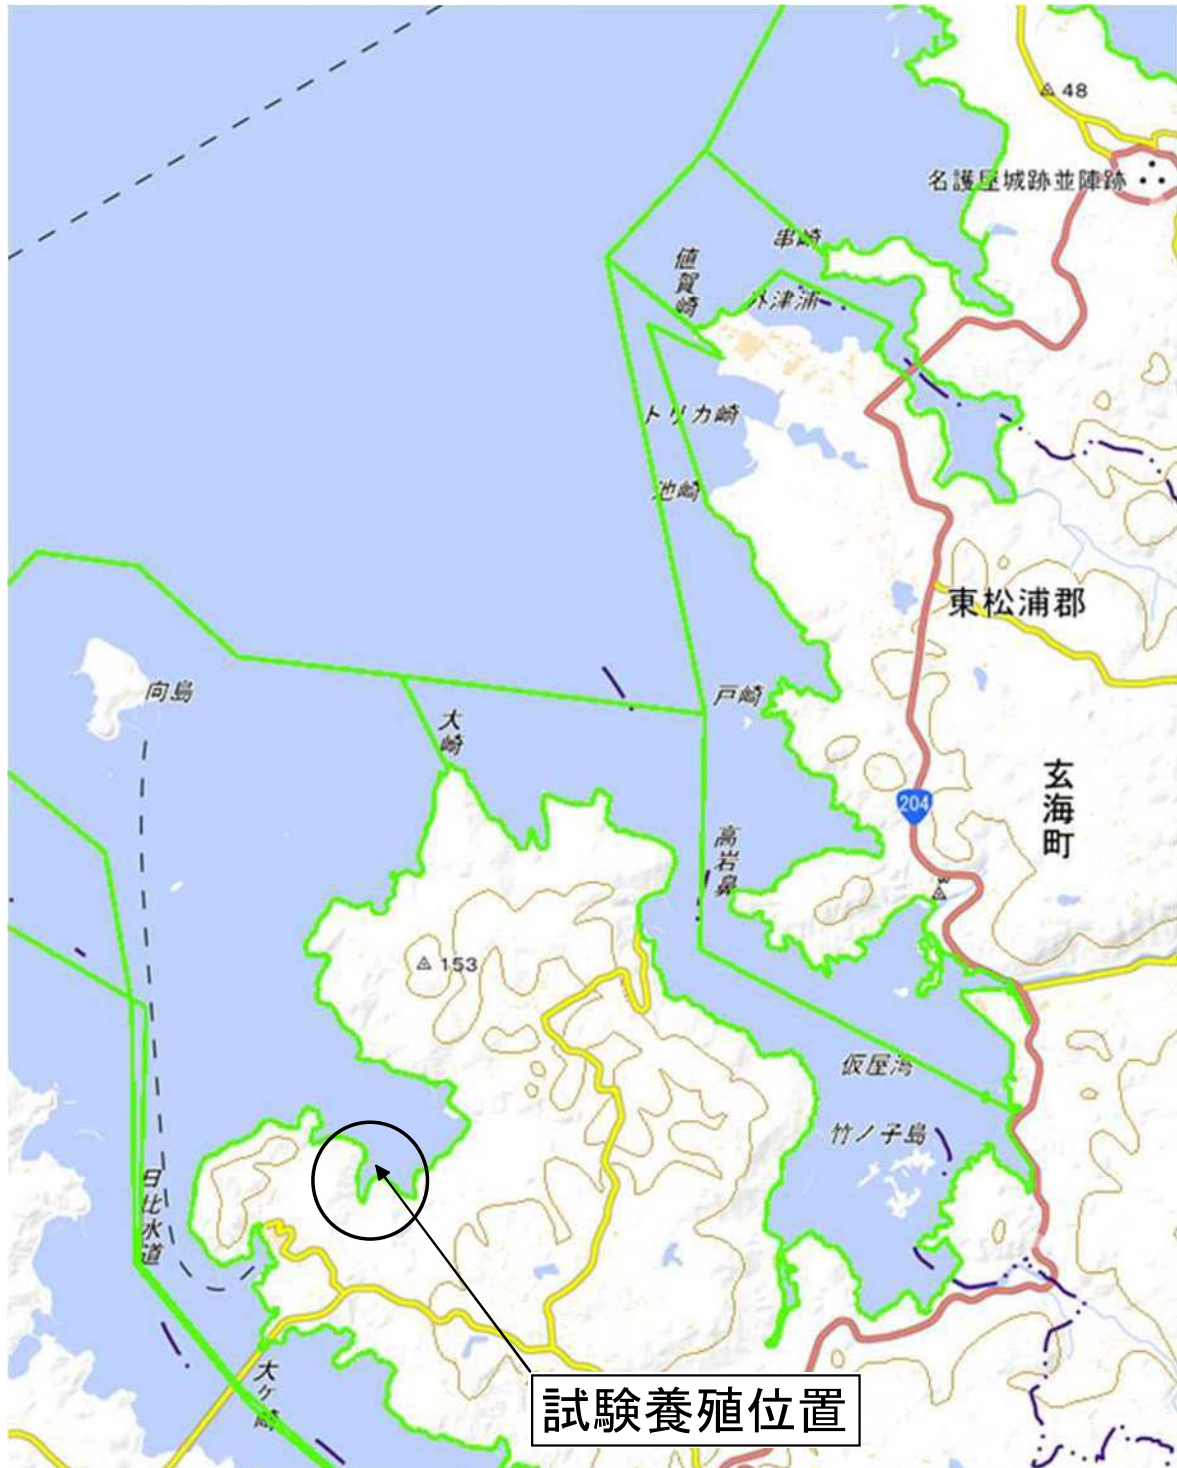 48
名護屋城跡並陣跡
串崎
値賀崎
外津浦
トリカ崎
池崎
東松浦郡
向島
戸崎
大崎
玄海町
204
高岩鼻
153
仮屋湾
竹ノ子島
日比水道
大ヶ崎
試験養殖位置